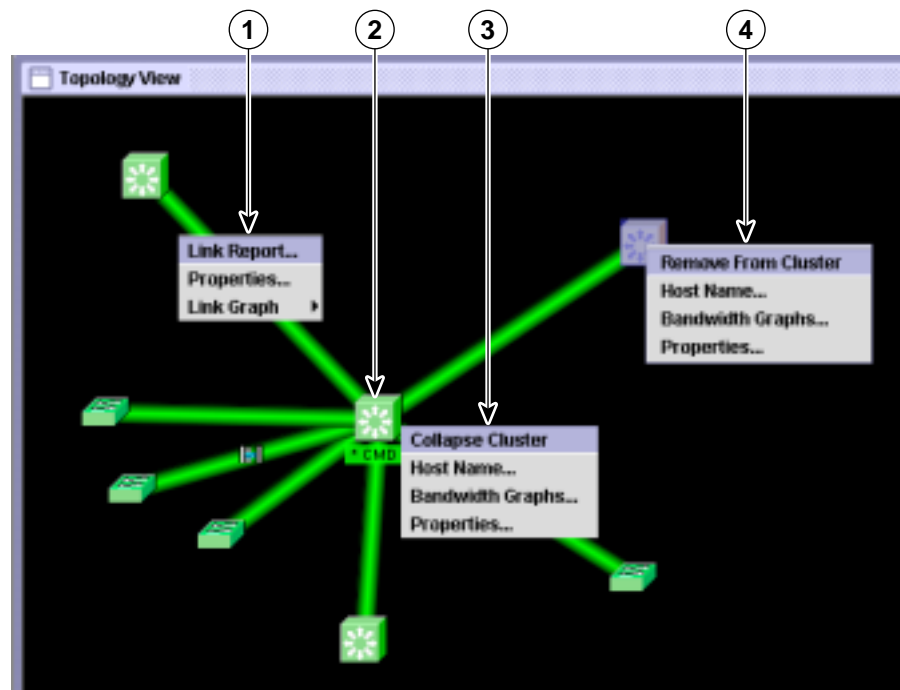 1 2 3 4
Topology View
Link Report...
Properties...
Link Graph
Remove From Cluster
Host Name...
Bandwidth Graphs...
Properties...
* CMD
Collapse Cluster
Host Name...
Bandwidth Graphs...
Properties...